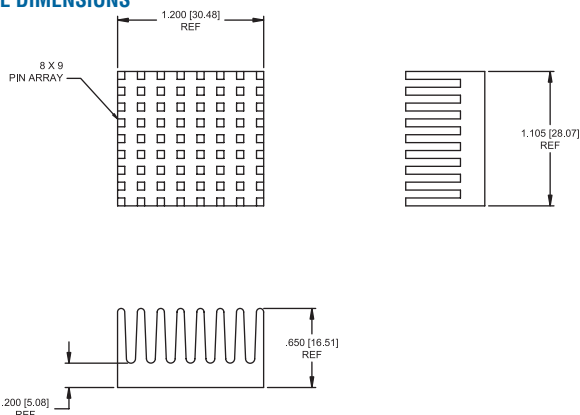 DIMENSIONS
1.200 [30.48]
REF
8 X 9
PIN ARRAY
1.105 [28.07]
REF
.650 [16.51]
REF
.200 [5.08]
REF